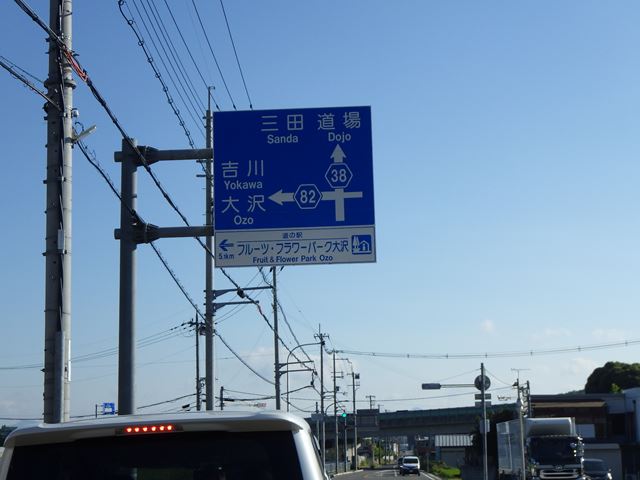 三田 道場
Sanda Dojo
38
吉川
Yokawa
82
大沢
Ozo
道の駅
フルーツ・フラワーパーク大沢
5.1km
Fruit & Flower Park Ozo